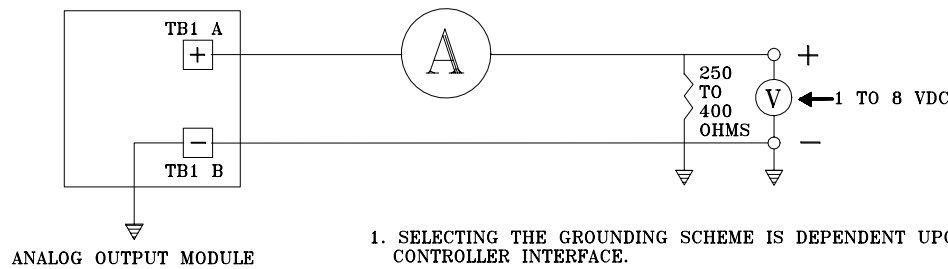 TB1 A
+
A
250
TO
400
OHMS
+
V
1 TO 8 VDC
−
−
TB1 B
ANALOG OUTPUT MODULE
1. SELECTING THE GROUNDING SCHEME IS DEPENDENT
CONTROLLER INTERFACE.